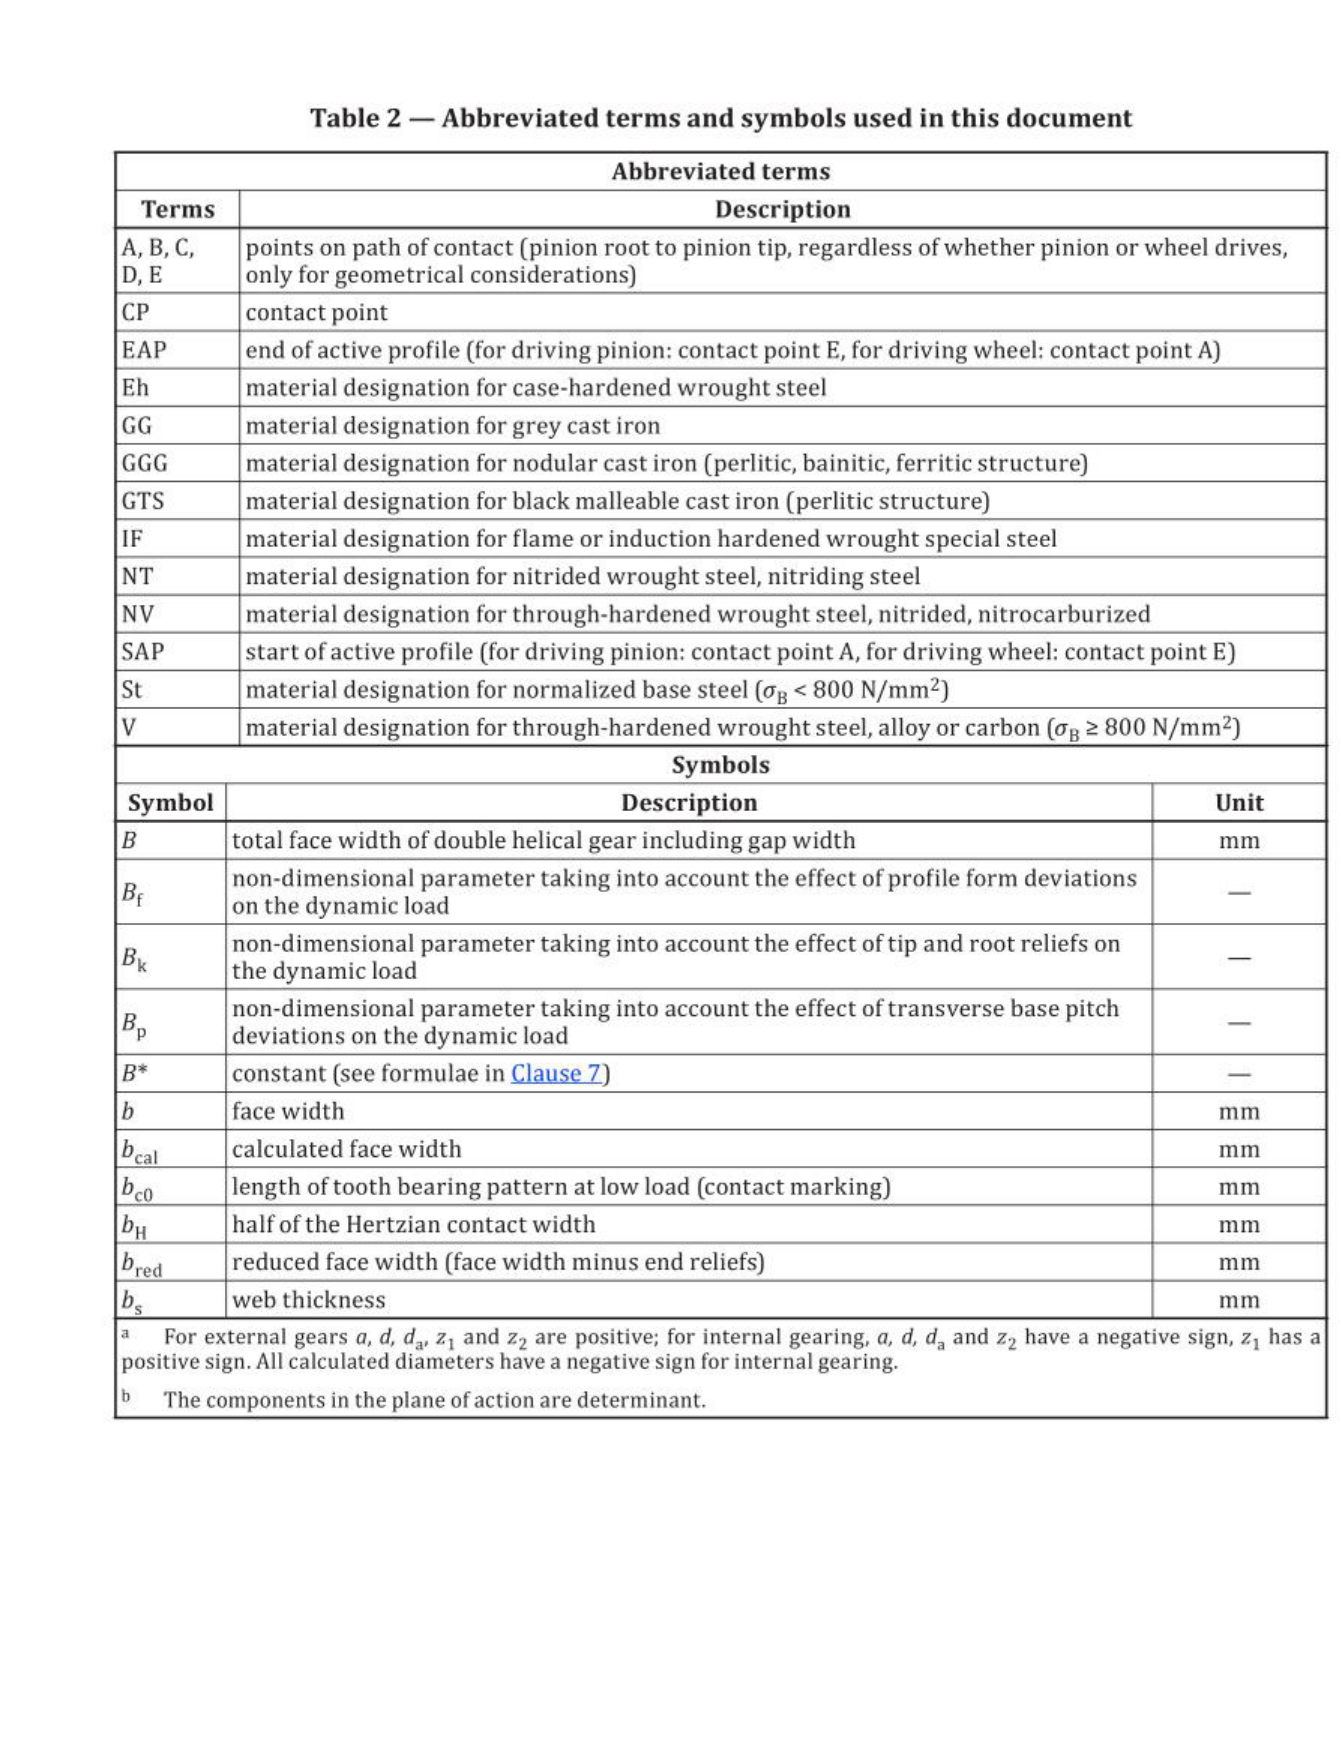 Table 2 — Abbreviated terms and symbols used in this document
Abbreviated terms
Terms Description
A, B, C, points on path of contact (pinion root to pinion tip, regardless of whether pinion or wheel drives,
D, E only for geometrical considerations)
CP contact point
EAP end of active profile (for driving pinion: contact point E, for driving wheel: contact point A)
Eh material designation for case-hardened wrought steel
GG material designation for grey cast iron
GGG material designation for nodular cast iron (perlitic, bainitic, ferritic structure)
GTS material designation for black malleable cast iron (perlitic structure)
IF material designation for flame or induction hardened wrought special steel
NT material designation for nitrided wrought steel, nitriding steel
NV material designation for through-hardened wrought steel, nitrided, nitrocarburized
SAP start of active profile (for driving pinion: contact point A, for driving wheel: contact point E)
St material designation for normalized base steel (σB < 800 N/mm²)
V material designation for through-hardened wrought steel, alloy or carbon (σB ≥ 800 N/mm²)
Symbols
Symbol Description Unit
B total face width of double helical gear including gap width mm
Bf non-dimensional parameter taking into account the effect of profile form deviations —
on the dynamic load
Bk non-dimensional parameter taking into account the effect of tip and root reliefs on —
the dynamic load
Bp non-dimensional parameter taking into account the effect of transverse base pitch —
deviations on the dynamic load
B* constant (see formulae in Clause 7) —
b face width mm
bcal calculated face width mm
bc0 length of tooth bearing pattern at low load (contact marking) mm
bH half of the Hertzian contact width mm
bred reduced face width (face width minus end reliefs) mm
bs web thickness mm
a For external gears a, d, da, z1 and z2 are positive; for internal gearing, a, d, da and z2 have a negative sign, z1 has a
positive sign. All calculated diameters have a negative sign for internal gearing.
b The components in the plane of action are determinant.